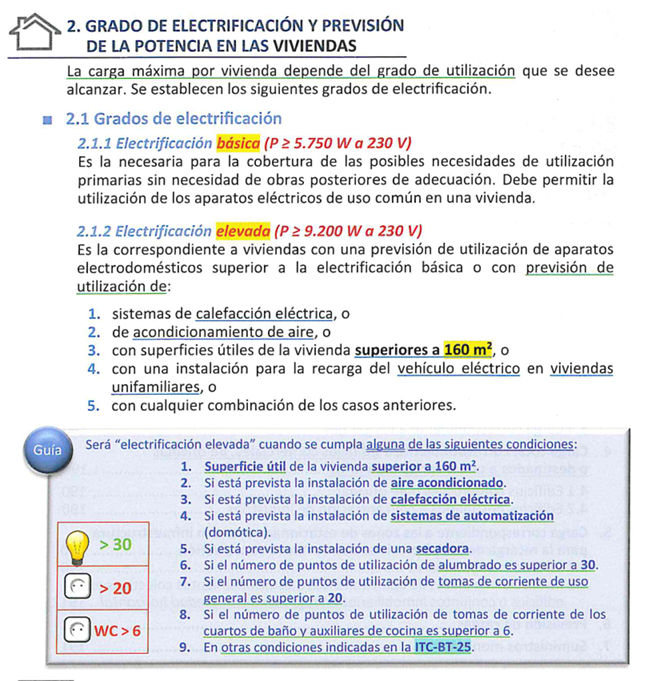 2. GRADO DE ELECTRIFICACIÓN Y PREVISIÓN
DE LA POTENCIA EN LAS VIVIENDAS
La carga máxima por vivienda depende del grado de utilización que se desee
alcanzar. Se establecen los siguientes grados de electrificación.
2.1 Grados de electrificación
2.1.1 Electrificación básica (P ≥ 5.750 W a 230 V)
Es la necesaria para la cobertura de las posibles necesidades de utilización
primarias sin necesidad de obras posteriores de adecuación. Debe permitir la
utilización de los aparatos eléctricos de uso común en una vivienda.
2.1.2 Electrificación elevada (P ≥ 9.200 W a 230 V)
Es la correspondiente a viviendas con una previsión de utilización de aparatos
electrodomésticos superior a la electrificación básica o con previsión de
utilización de:
1. sistemas de calefacción eléctrica, o
2. de acondicionamiento de aire, o
3. con superficies útiles de la vivienda superiores a 160 m², o
4. con una instalación para la recarga del vehículo eléctrico en viviendas
unifamiliares, o
5. con cualquier combinación de los casos anteriores.
Guía
Será "electrificación elevada" cuando se cumpla alguna de las siguientes condiciones:
1. Superficie útil de la vivienda superior a 160 m².
2. Si está prevista la instalación de aire acondicionado.
3. Si está prevista la instalación de calefacción eléctrica.
4. Si está prevista la instalación de sistemas de automatización
(domótica).
5. Si está prevista la instalación de una secadora.
6. Si el número de puntos de utilización de alumbrado es superior a 30.
7. Si el número de puntos de utilización de tomas de corriente de uso
general es superior a 20.
8. Si el número de puntos de utilización de tomas de corriente de los
cuartos de baño y auxiliares de cocina es superior a 6.
9. En otras condiciones indicadas en la ITC-BT-25.
> 30
> 20
WC > 6